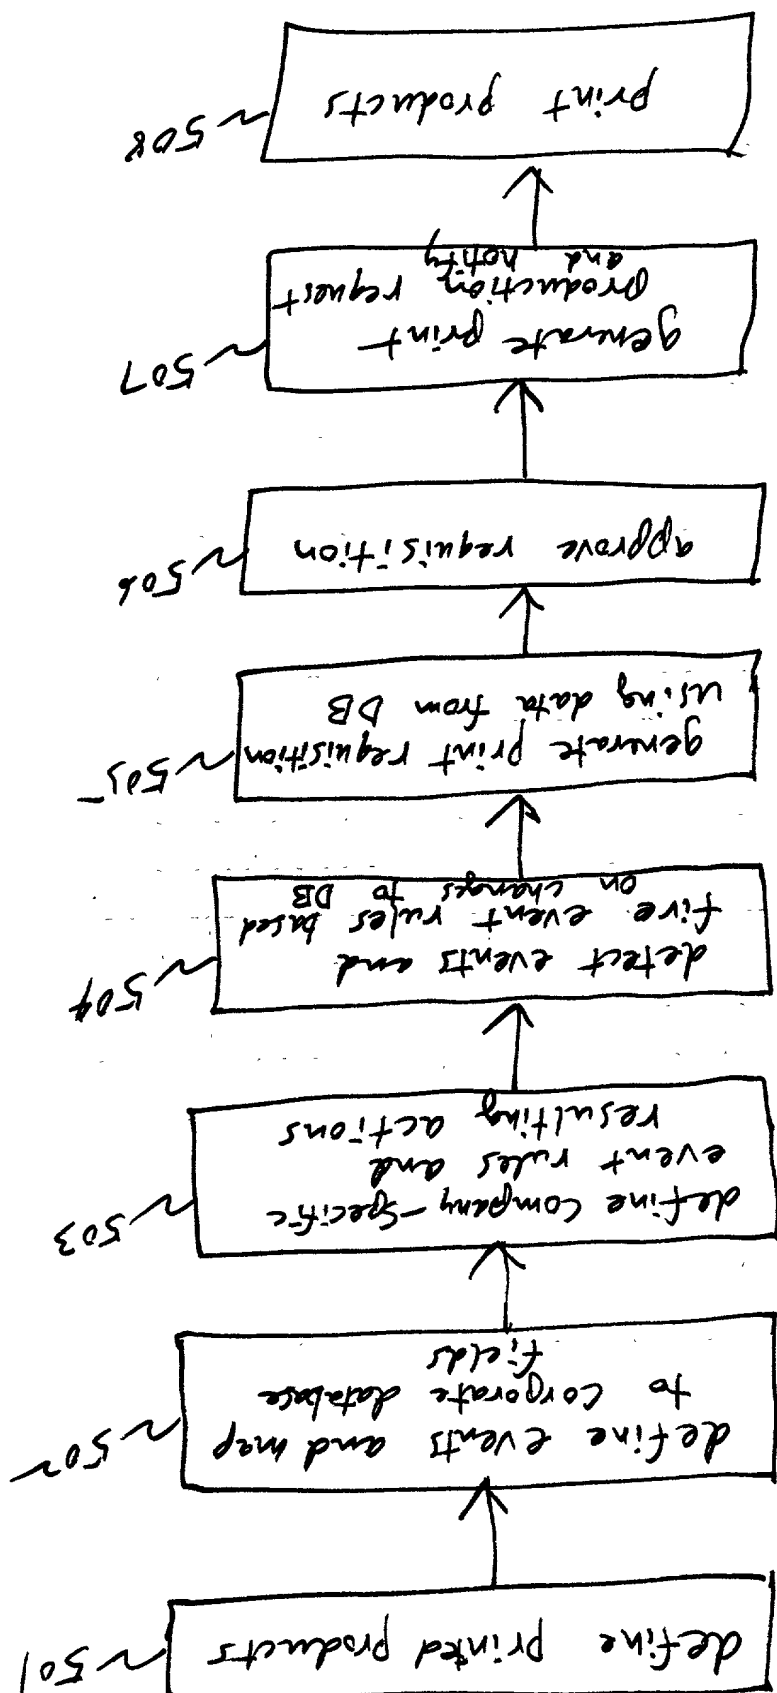 define printed products
501
define events and map
to corporate database
fields
502
define company-specific
event rules and
resulting actions
503
detect events and
fire event rules based
on changes to DB
504
generate print requisition
using data from DB
505
approve requisition
506
generate print
production request
and notify
507
print products
508